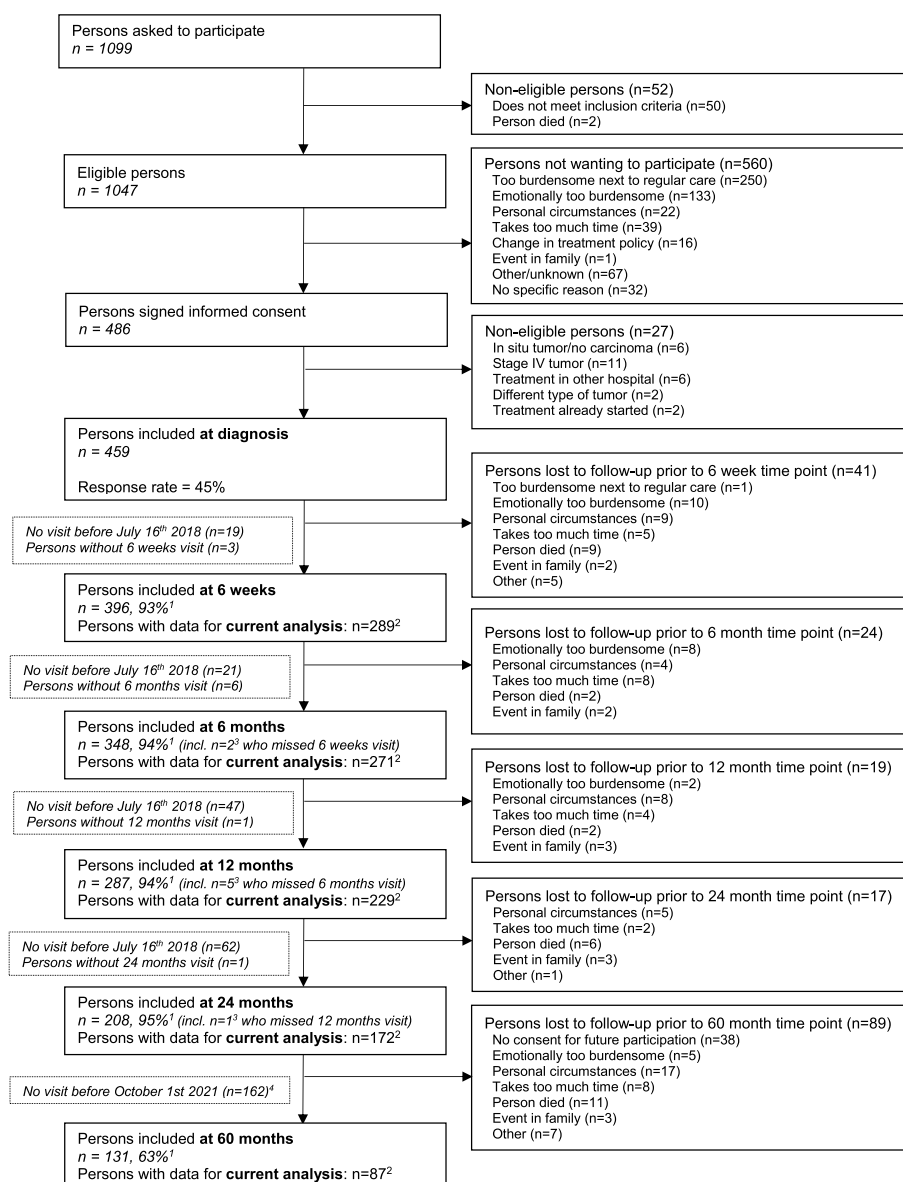 Persons asked to participate
n = 1099
Non-eligible persons (n=52)
Does not meet inclusion criteria (n=50)
Person died (n=2)
Eligible persons
n = 1047
Persons not wanting to participate (n=560)
Too burdensome next to regular care (n=250)
Emotionally too burdensome (n=133)
Personal circumstances (n=22)
Takes too much time (n=39)
Change in treatment policy (n=16)
Event in family (n=1)
Other/unknown (n=67)
No specific reason (n=32)
Persons signed informed consent
n = 486
Non-eligible persons (n=27)
In situ tumor/no carcinoma (n=6)
Stage IV tumor (n=11)
Treatment in other hospital (n=6)
Different type of tumor (n=2)
Treatment already started (n=2)
Persons included at diagnosis
n = 459
Response rate = 45%
Persons lost to follow-up prior to 6 week time point (n=41)
Too burdensome next to regular care (n=1)
Emotionally too burdensome (n=10)
Personal circumstances (n=9)
Takes too much time (n=5)
Person died (n=9)
Event in family (n=2)
Other (n=5)
No visit before July 16th 2018 (n=19)
Persons without 6 weeks visit (n=3)
Persons included at 6 weeks
n = 396, 93%¹
Persons with data for current analysis: n=289²
Persons lost to follow-up prior to 6 month time point (n=24)
Emotionally too burdensome (n=8)
Personal circumstances (n=4)
Takes too much time (n=8)
Person died (n=2)
Event in family (n=2)
No visit before July 16th 2018 (n=21)
Persons without 6 months visit (n=6)
Persons included at 6 months
n = 348, 94%¹ (incl. n=2³ who missed 6 weeks visit)
Persons with data for current analysis: n=271²
Persons lost to follow-up prior to 12 month time point (n=19)
Emotionally too burdensome (n=2)
Personal circumstances (n=8)
Takes too much time (n=4)
Person died (n=2)
Event in family (n=3)
No visit before July 16th 2018 (n=47)
Persons without 12 months visit (n=1)
Persons included at 12 months
n = 287, 94%¹ (incl. n=5³ who missed 6 months visit)
Persons with data for current analysis: n=229²
Persons lost to follow-up prior to 24 month time point (n=17)
Personal circumstances (n=5)
Takes too much time (n=2)
Person died (n=6)
Event in family (n=3)
Other (n=1)
No visit before July 16th 2018 (n=62)
Persons without 24 months visit (n=1)
Persons included at 24 months
n = 208, 95%¹ (incl. n=1³ who missed 12 months visit)
Persons with data for current analysis: n=172²
Persons lost to follow-up prior to 60 month time point (n=89)
No consent for future participation (n=38)
Emotionally too burdensome (n=5)
Personal circumstances (n=17)
Takes too much time (n=8)
Person died (n=11)
Event in family (n=3)
Other (n=7)
No visit before October 1st 2021 (n=162)⁴
Persons included at 60 months
n = 131, 63%¹
Persons with data for current analysis: n=87²